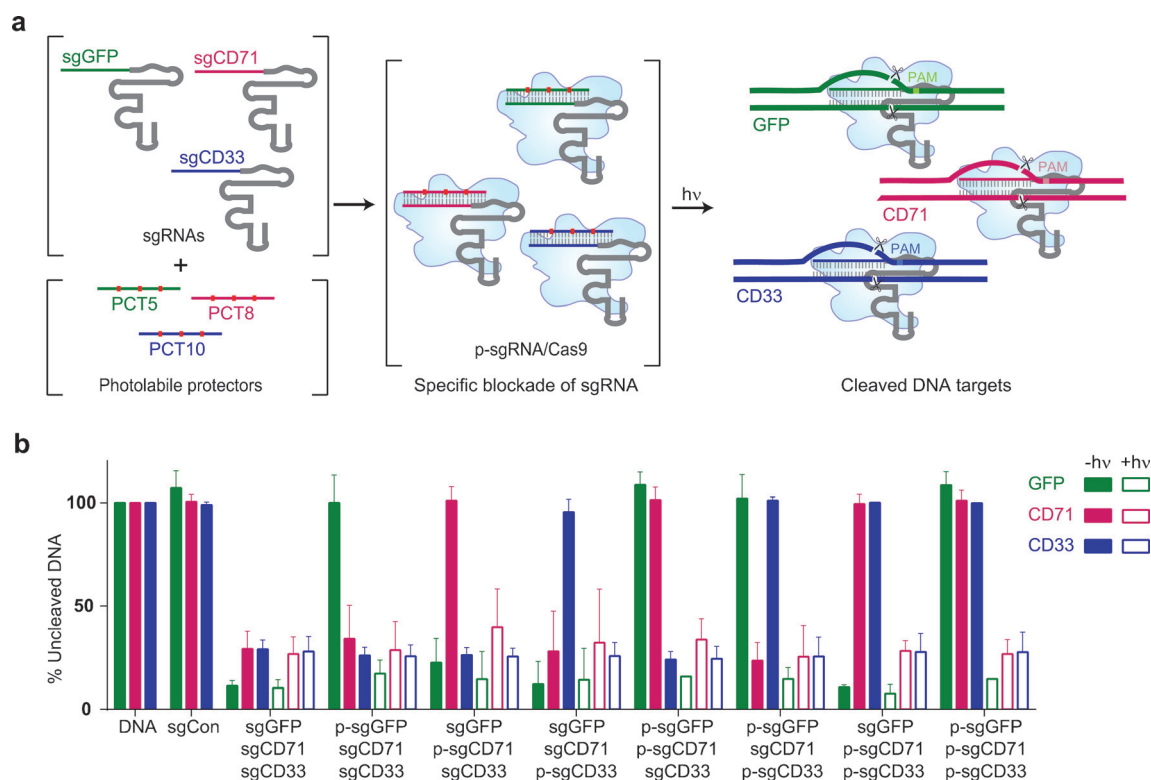 a
sgGFP
sgCD71
sgCD33
sgRNAs
+
PCT5
PCT8
PCT10
Photolabile protectors
p-sgRNA/Cas9
Specific blockade of sgRNA
hν
PAM
GFP
PAM
CD71
PAM
CD33
Cleaved DNA targets
b
% Uncleaved DNA
100
50
0
-hν +hν
GFP
CD71
CD33
DNA sgCon sgGFP p-sgGFP sgGFP sgGFP p-sgGFP p-sgGFP sgGFP p-sgGFP
sgCD71 sgCD71 p-sgCD71 sgCD71 p-sgCD71 sgCD71 p-sgCD71 p-sgCD71
sgCD33 sgCD33 sgCD33 p-sgCD33 sgCD33 p-sgCD33 p-sgCD33 p-sgCD33